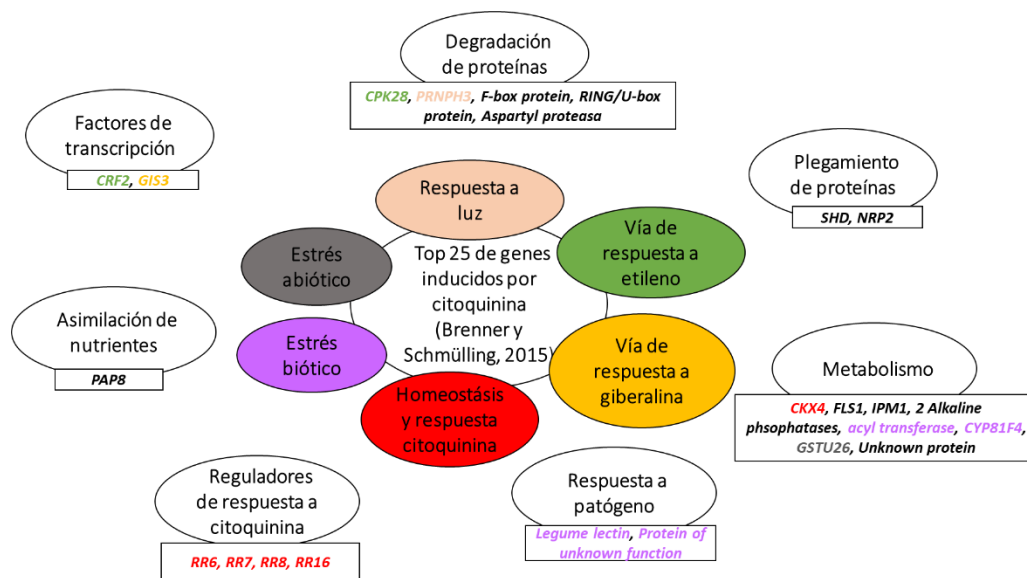 Degradación
de proteínas
CPK28, PRNPH3, F-box protein, RING/U-box
protein, Aspartyl proteasa
Factores de
transcripción
CRF2, GIS3
Plegamiento
de proteínas
SHD, NRP2
Respuesta a
luz
Vía de
respuesta a
etileno
Estrés
abiótico
Top 25 de genes
inducidos por
citoquinina
(Brenner y
Schmülling, 2015)
Asimilación de
nutrientes
PAP8
Estrés
biótico
Vía de
respuesta a
giberalina
Homeostásis
y respuesta
citoquinina
Metabolismo
CKX4, FLS1, IPM1, 2 Alkaline
phsophatases, acyl transferase, CYP81F4,
GSTU26, Unknown protein
Reguladores
de respuesta a
citoquinina
RR6, RR7, RR8, RR16
Respuesta a
patógeno
Legume lectin, Protein of
unknown function